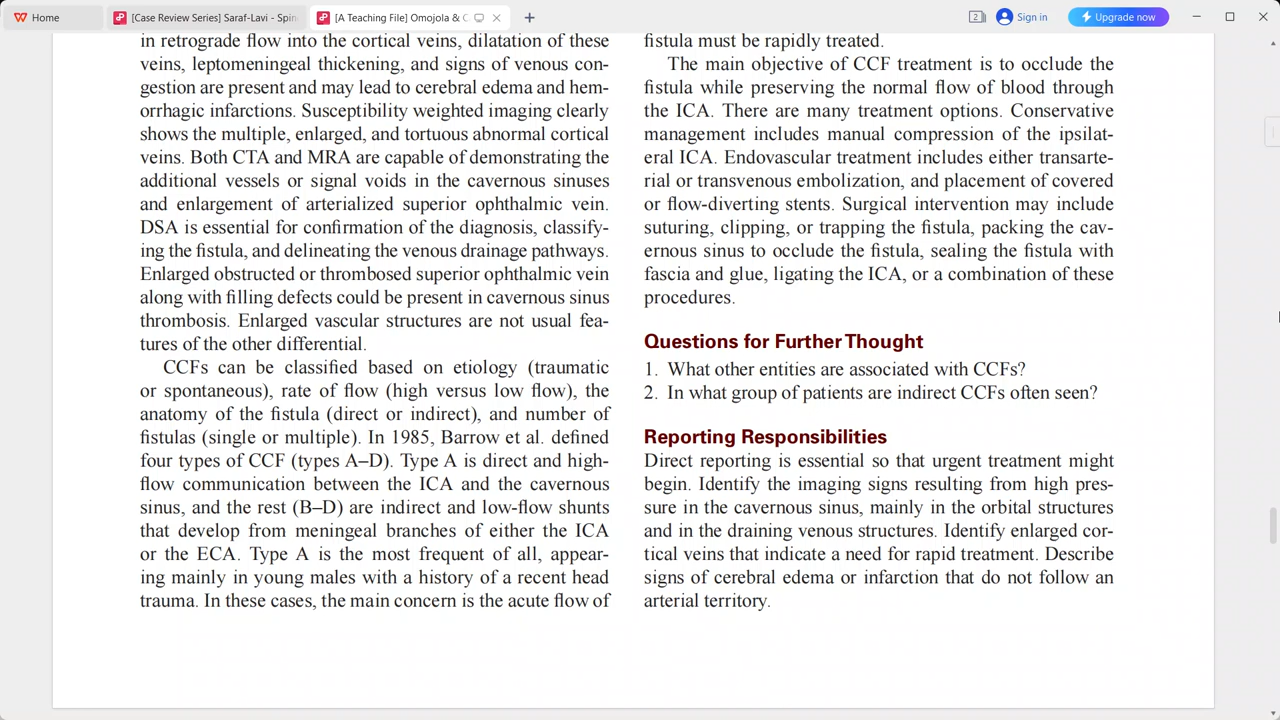 Home
[Case Review Series] Saraf-Lavi - Spin
[A Teaching File] Omojola & C
2
Sign in
Upgrade now
in retrograde flow into the cortical veins, dilatation of these
veins, leptomeningeal thickening, and signs of venous con-
gestion are present and may lead to cerebral edema and hem-
orrhagic infarctions. Susceptibility weighted imaging clearly
shows the multiple, enlarged, and tortuous abnormal cortical
veins. Both CTA and MRA are capable of demonstrating the
additional vessels or signal voids in the cavernous sinuses
and enlargement of arterialized superior ophthalmic vein.
DSA is essential for confirmation of the diagnosis, classify-
ing the fistula, and delineating the venous drainage pathways.
Enlarged obstructed or thrombosed superior ophthalmic vein
along with filling defects could be present in cavernous sinus
thrombosis. Enlarged vascular structures are not usual fea-
tures of the other differential.
CCFs can be classified based on etiology (traumatic
or spontaneous), rate of flow (high versus low flow), the
anatomy of the fistula (direct or indirect), and number of
fistulas (single or multiple). In 1985, Barrow et al. defined
four types of CCF (types A–D). Type A is direct and high-
flow communication between the ICA and the cavernous
sinus, and the rest (B–D) are indirect and low-flow shunts
that develop from meningeal branches of either the ICA
or the ECA. Type A is the most frequent of all, appear-
ing mainly in young males with a history of a recent head
trauma. In these cases, the main concern is the acute flow of
fistula must be rapidly treated.
The main objective of CCF treatment is to occlude the
fistula while preserving the normal flow of blood through
the ICA. There are many treatment options. Conservative
management includes manual compression of the ipsilat-
eral ICA. Endovascular treatment includes either transarte-
rial or transvenous embolization, and placement of covered
or flow-diverting stents. Surgical intervention may include
suturing, clipping, or trapping the fistula, packing the cav-
ernous sinus to occlude the fistula, sealing the fistula with
fascia and glue, ligating the ICA, or a combination of these
procedures.
Questions for Further Thought
1. What other entities are associated with CCFs?
2. In what group of patients are indirect CCFs often seen?
Reporting Responsibilities
Direct reporting is essential so that urgent treatment might
begin. Identify the imaging signs resulting from high pres-
sure in the cavernous sinus, mainly in the orbital structures
and in the draining venous structures. Identify enlarged cor-
tical veins that indicate a need for rapid treatment. Describe
signs of cerebral edema or infarction that do not follow an
arterial territory.